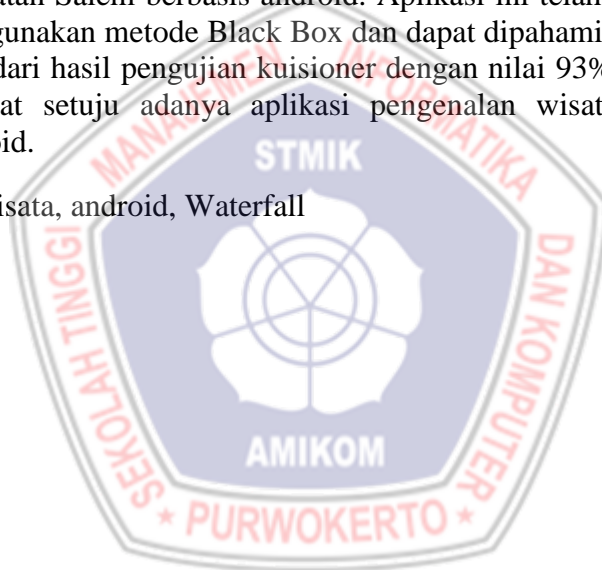 atan Salem berbasis android. Aplikasi ini telah
gunakan metode Black Box dan dapat dipahami
dari hasil pengujian kuisioner dengan nilai 93%
at setuju adanya aplikasi pengenalan wisat
id.
isata, android, Waterfall
SEKOLAH TINGGI MANAJEMEN INFORMATIKA DAN KOMPUTER
STMIK
AMIKOM
* PURWOKERTO *